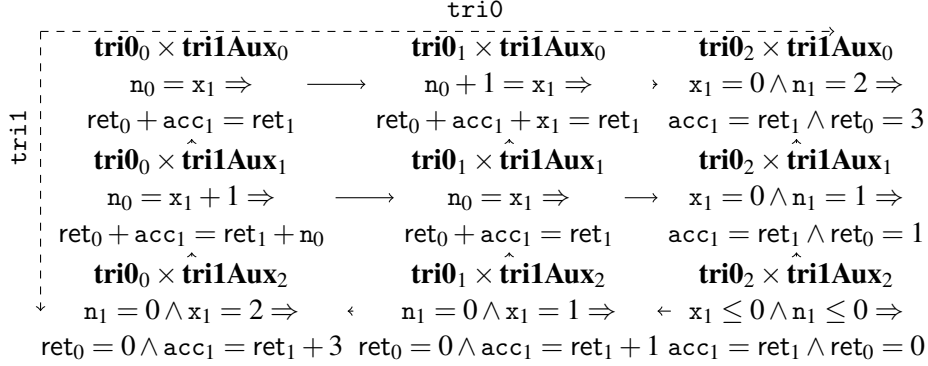 tri0
tri1
tri0₀ × tri1Aux₀ tri0₁ × tri1Aux₀ tri0₂ × tri1Aux₀
n₀ = x₁ ⇒ n₀ + 1 = x₁ ⇒ x₁ = 0 ∧ n₁ = 2 ⇒
ret₀ + acc₁ = ret₁ ret₀ + acc₁ + x₁ = ret₁ acc₁ = ret₁ ∧ ret₀ = 3
tri0₀ × tri1Aux₁ tri0₁ × tri1Aux₁ tri0₂ × tri1Aux₁
n₀ = x₁ + 1 ⇒ n₀ = x₁ ⇒ x₁ = 0 ∧ n₁ = 1 ⇒
ret₀ + acc₁ = ret₁ + n₀ ret₀ + acc₁ = ret₁ acc₁ = ret₁ ∧ ret₀ = 1
tri0₀ × tri1Aux₂ tri0₁ × tri1Aux₂ tri0₂ × tri1Aux₂
n₁ = 0 ∧ x₁ = 2 ⇒ n₁ = 0 ∧ x₁ = 1 ⇒ x₁ ≤ 0 ∧ n₁ ≤ 0 ⇒
ret₀ = 0 ∧ acc₁ = ret₁ + 3 ret₀ = 0 ∧ acc₁ = ret₁ + 1 acc₁ = ret₁ ∧ ret₀ = 0